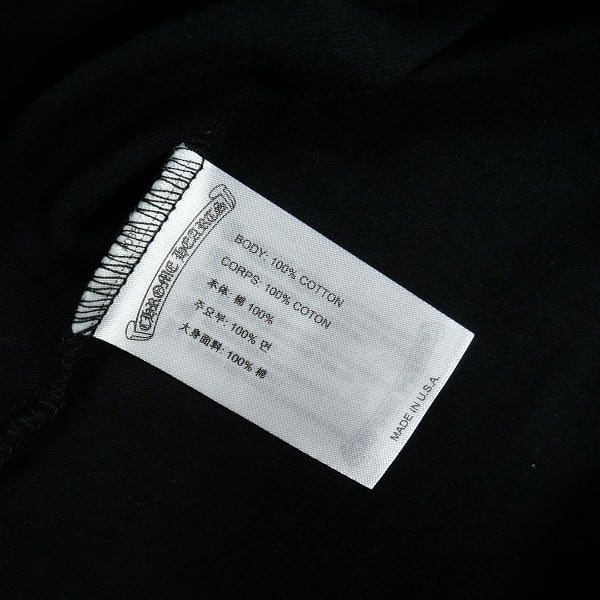 CHROME HEARTS
BODY: 100% COTTON
CORPS: 100% COTON
本体: 棉 100%
주요부: 100% 면
大身面料: 100% 棉
MADE IN U.S.A.